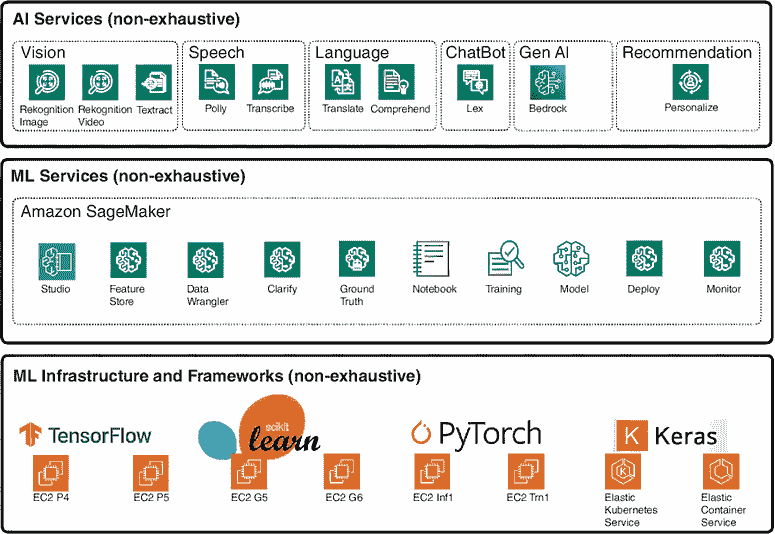 AI Services (non-exhaustive)
Vision
Speech
Language
ChatBot
Gen AI
Recommendation
Rekognition
Image
Rekognition
Video
Textract
Polly
Transcribe
Translate
Comprehend
Lex
Bedrock
Personalize
ML Services (non-exhaustive)
Amazon SageMaker
Studio
Feature
Store
Data
Wrangler
Clarify
Ground
Truth
Notebook
Training
Model
Deploy
Monitor
ML Infrastructure and Frameworks (non-exhaustive)
TensorFlow
scikit
learn
PyTorch
K Keras
EC2 P4
EC2 P5
EC2 G5
EC2 G6
EC2 Inf1
EC2 Trn1
Elastic
Kubernetes
Service
Elastic
Container
Service